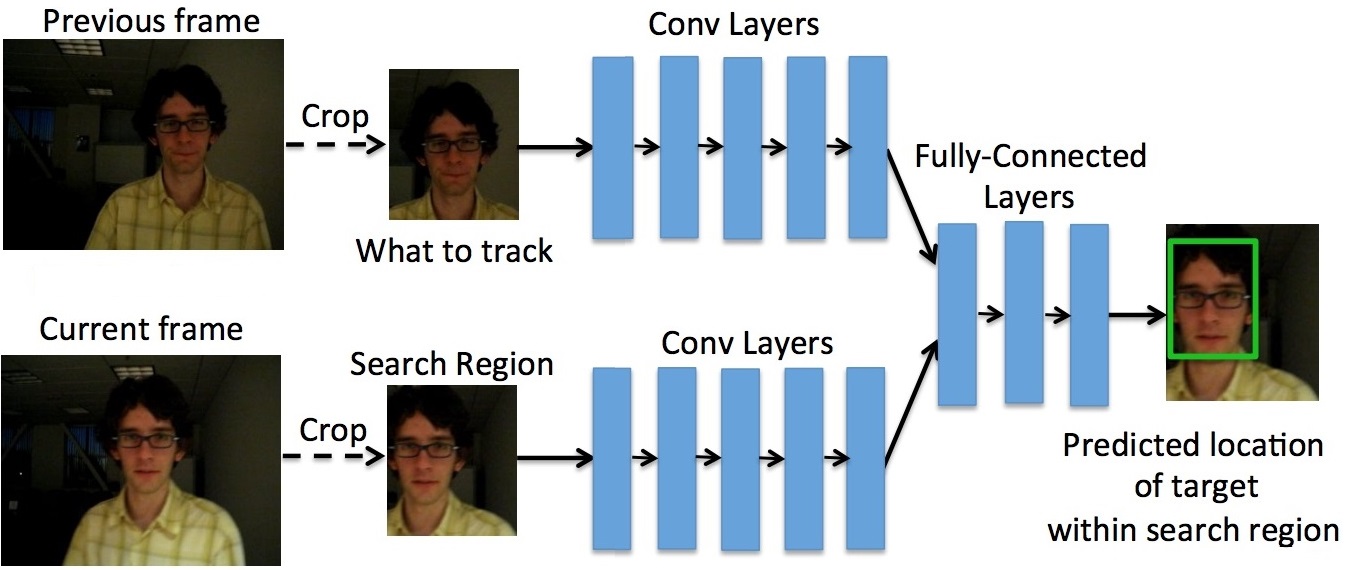 Previous frame
Crop
What to track
Conv Layers
Fully-Connected
Layers
Current frame
Crop
Search Region
Conv Layers
Predicted location
of target
within search region